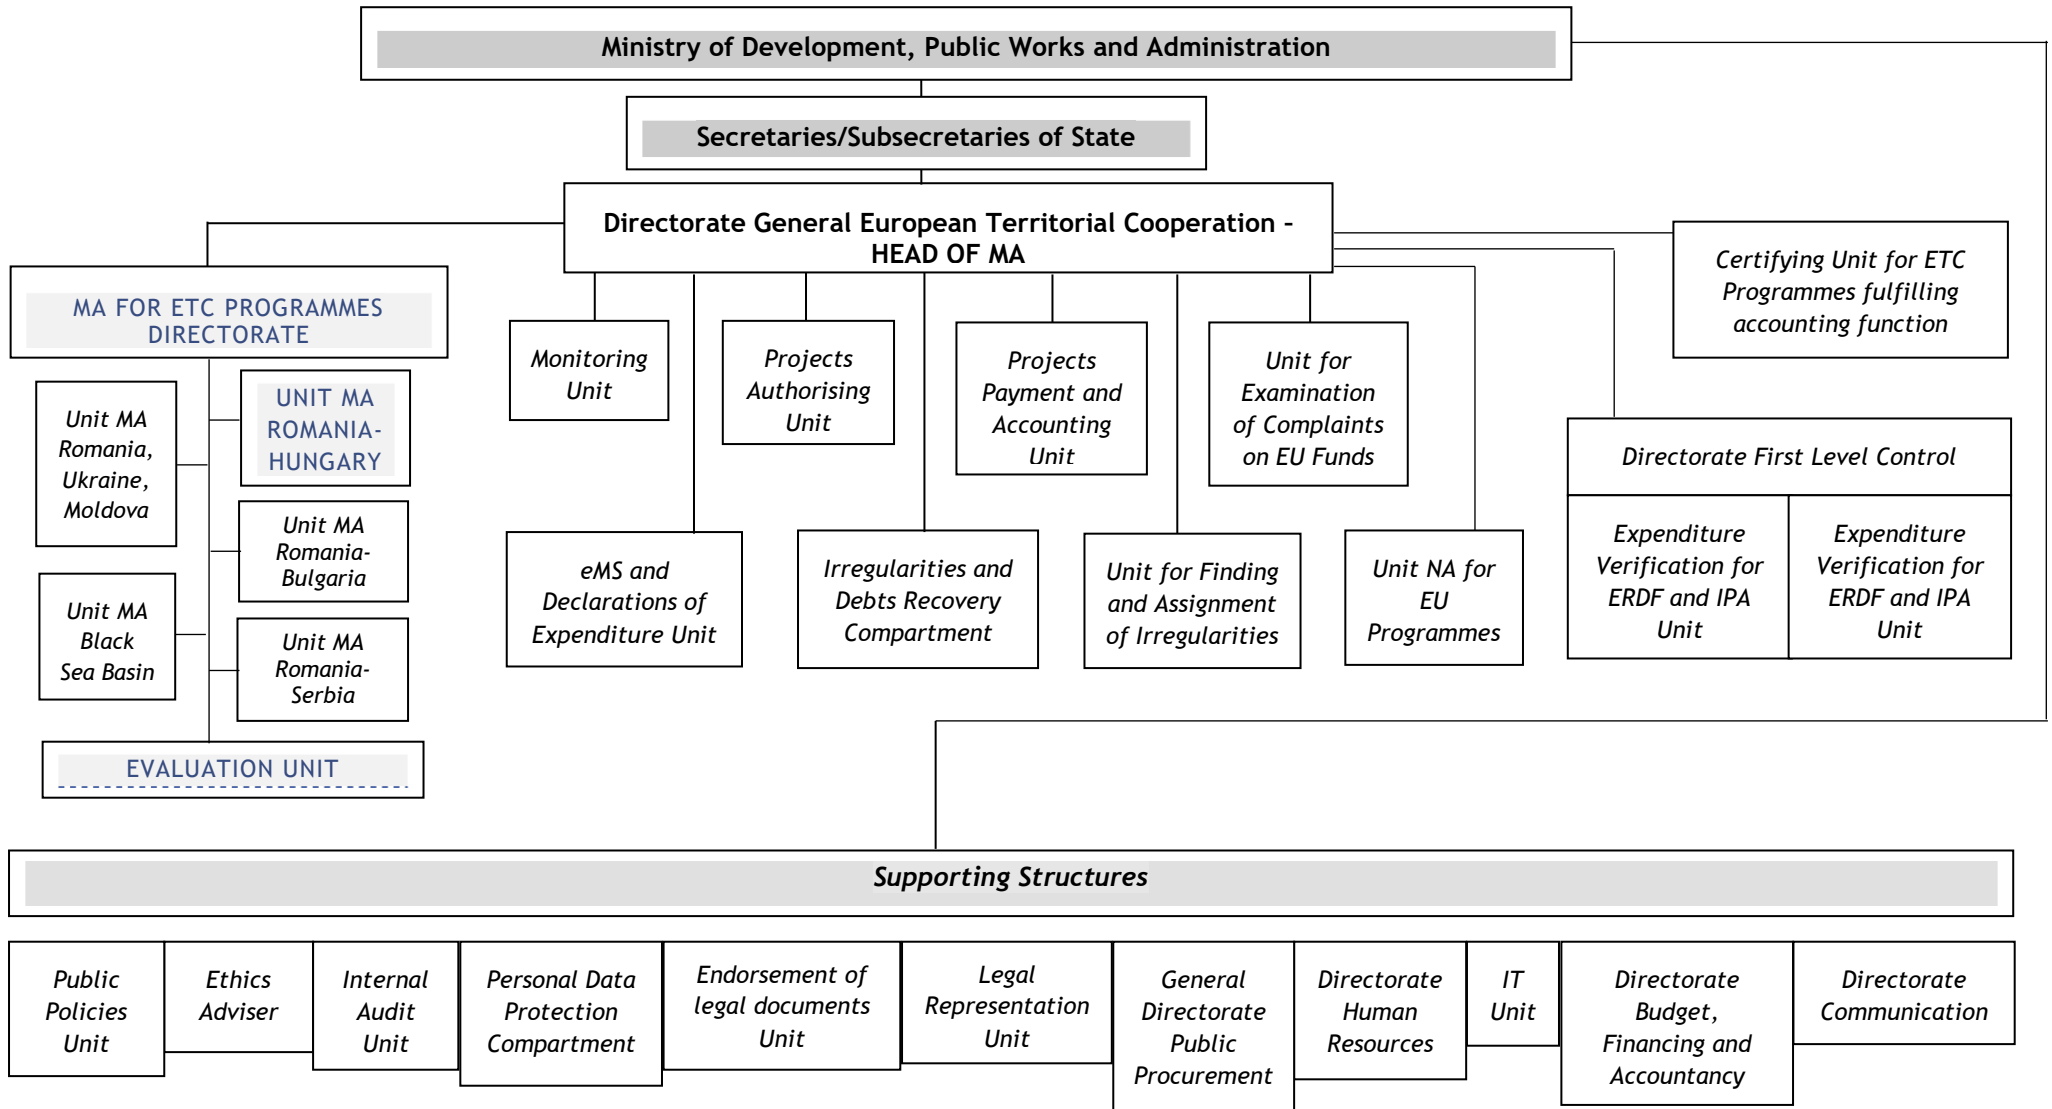 Ministry of Development, Public Works and Administration
Secretaries/Subsecretaries of State
Directorate General European Territorial Cooperation –
HEAD OF MA
MA FOR ETC PROGRAMMES
DIRECTORATE
Unit MA
Romania,
Ukraine,
Moldova
UNIT MA
ROMANIA-
HUNGARY
Unit MA
Romania-
Bulgaria
Unit MA
Black
Sea Basin
Unit MA
Romania-
Serbia
EVALUATION UNIT
Monitoring
Unit
Projects
Authorising
Unit
Projects
Payment and
Accounting
Unit
Unit for
Examination
of Complaints
on EU Funds
Certifying Unit for ETC
Programmes fulfilling
accounting function
eMS and
Declarations of
Expenditure Unit
Irregularities and
Debts Recovery
Compartment
Unit for Finding
and Assignment
of Irregularities
Unit NA for
EU
Programmes
Directorate First Level Control
Expenditure
Verification for
ERDF and IPA
Unit
Expenditure
Verification for
ERDF and IPA
Unit
Supporting Structures
Public
Policies
Unit
Ethics
Adviser
Internal
Audit
Unit
Personal Data
Protection
Compartment
Endorsement of
legal documents
Unit
Legal
Representation
Unit
General
Directorate
Public
Procurement
Directorate
Human
Resources
IT
Unit
Directorate
Budget,
Financing and
Accountancy
Directorate
Communication